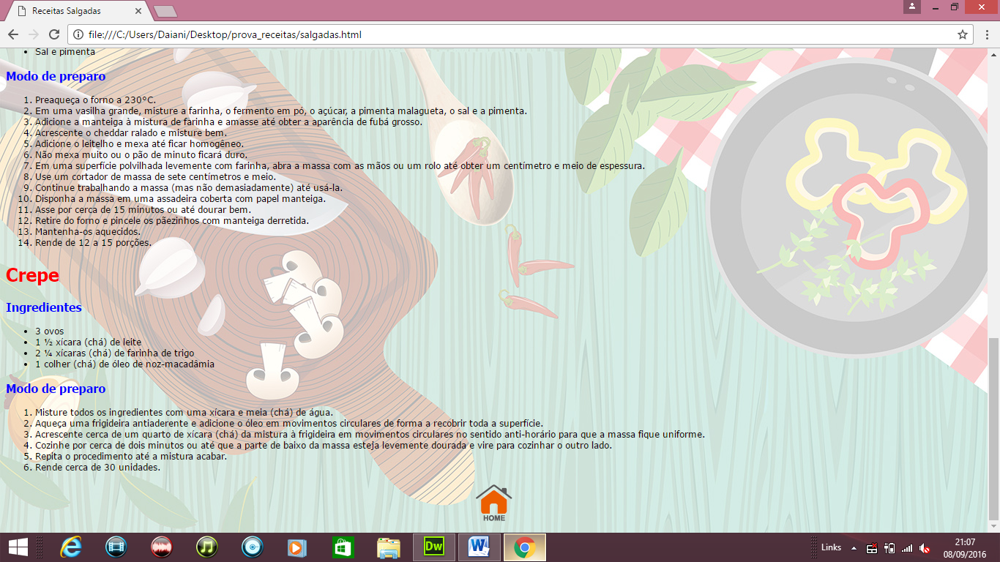 Receitas Salgadas
file:///C:/Users/Daiani/Desktop/prova_receitas/salgadas.html
• Sal e pimenta
Modo de preparo
1. Preaqueça o forno a 230°C.
2. Em uma vasilha grande, misture a farinha, o fermento em pó, o açúcar, a pimenta malagueta, o sal e a pimenta.
3. Adicione a manteiga à mistura de farinha e amasse até obter a aparência de fubá grosso.
4. Acrescente o cheddar ralado e misture bem.
5. Adicione o leitelho e mexa até ficar homogêneo.
6. Não mexa muito ou o pão de minuto ficará duro.
7. Em uma superfície polvilhada levemente com farinha, abra a massa com as mãos ou um rolo até obter um centímetro e meio de espessura.
8. Use um cortador de massa de sete centímetros e meio.
9. Continue trabalhando a massa (mas não demasiadamente) até usá-la.
10. Disponha a massa em uma assadeira coberta com papel manteiga.
11. Asse por cerca de 15 minutos ou até dourar bem.
12. Retire do forno e pincele os pãezinhos com manteiga derretida.
13. Mantenha-os aquecidos.
14. Rende de 12 a 15 porções.
Crepe
Ingredientes
• 3 ovos
• 1 ½ xícara (chá) de leite
• 2 ¼ xícaras (chá) de farinha de trigo
• 1 colher (chá) de óleo de noz-macadâmia
Modo de preparo
1. Misture todos os ingredientes com uma xícara e meia (chá) de água.
2. Aqueça uma frigideira antiaderente e adicione o óleo em movimentos circulares de forma a recobrir toda a superfície.
3. Acrescente cerca de um quarto de xícara (chá) da mistura à frigideira em movimentos circulares no sentido anti-horário para que a massa fique uniforme.
4. Cozinhe por cerca de dois minutos ou até que a parte de baixo da massa esteja levemente dourada e vire para cozinhar o outro lado.
5. Repita o procedimento até a mistura acabar.
6. Rende cerca de 30 unidades.
HOME
Dw
W
Links
21:07
08/09/2016